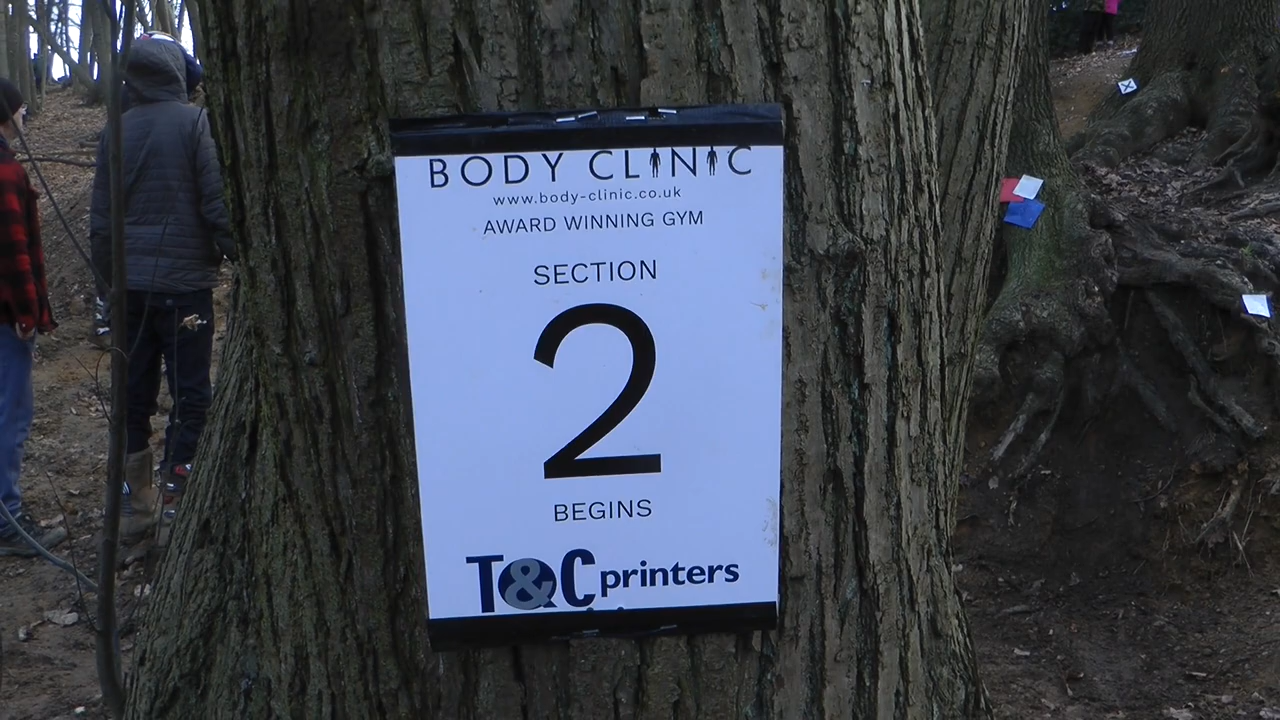 BODY CLINIC
www.body-clinic.co.uk
AWARD WINNING GYM
SECTION
2
BEGINS
T&C printers